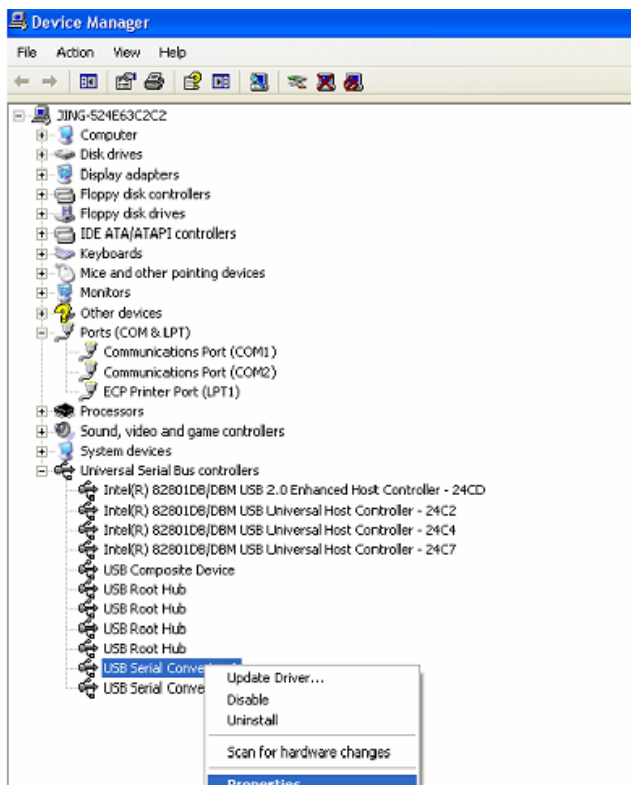 Device Manager
File Action View Help
JING-524E63C2C2
Computer
Disk drives
Display adapters
Floppy disk controllers
Floppy disk drives
IDE ATA/ATAPI controllers
Keyboards
Mice and other pointing devices
Monitors
Other devices
Ports (COM & LPT)
Communications Port (COM1)
Communications Port (COM2)
ECP Printer Port (LPT1)
Processors
Sound, video and game controllers
System devices
Universal Serial Bus controllers
Intel(R) 82801DB/DBM USB 2.0 Enhanced Host Controller - 24CD
Intel(R) 82801DB/DBM USB Universal Host Controller - 24C2
Intel(R) 82801DB/DBM USB Universal Host Controller - 24C4
Intel(R) 82801DB/DBM USB Universal Host Controller - 24C7
USB Composite Device
USB Root Hub
USB Root Hub
USB Root Hub
USB Root Hub
USB Serial
USB Serial
Update Driver...
Disable
Uninstall
Scan for hardware changes
Properties